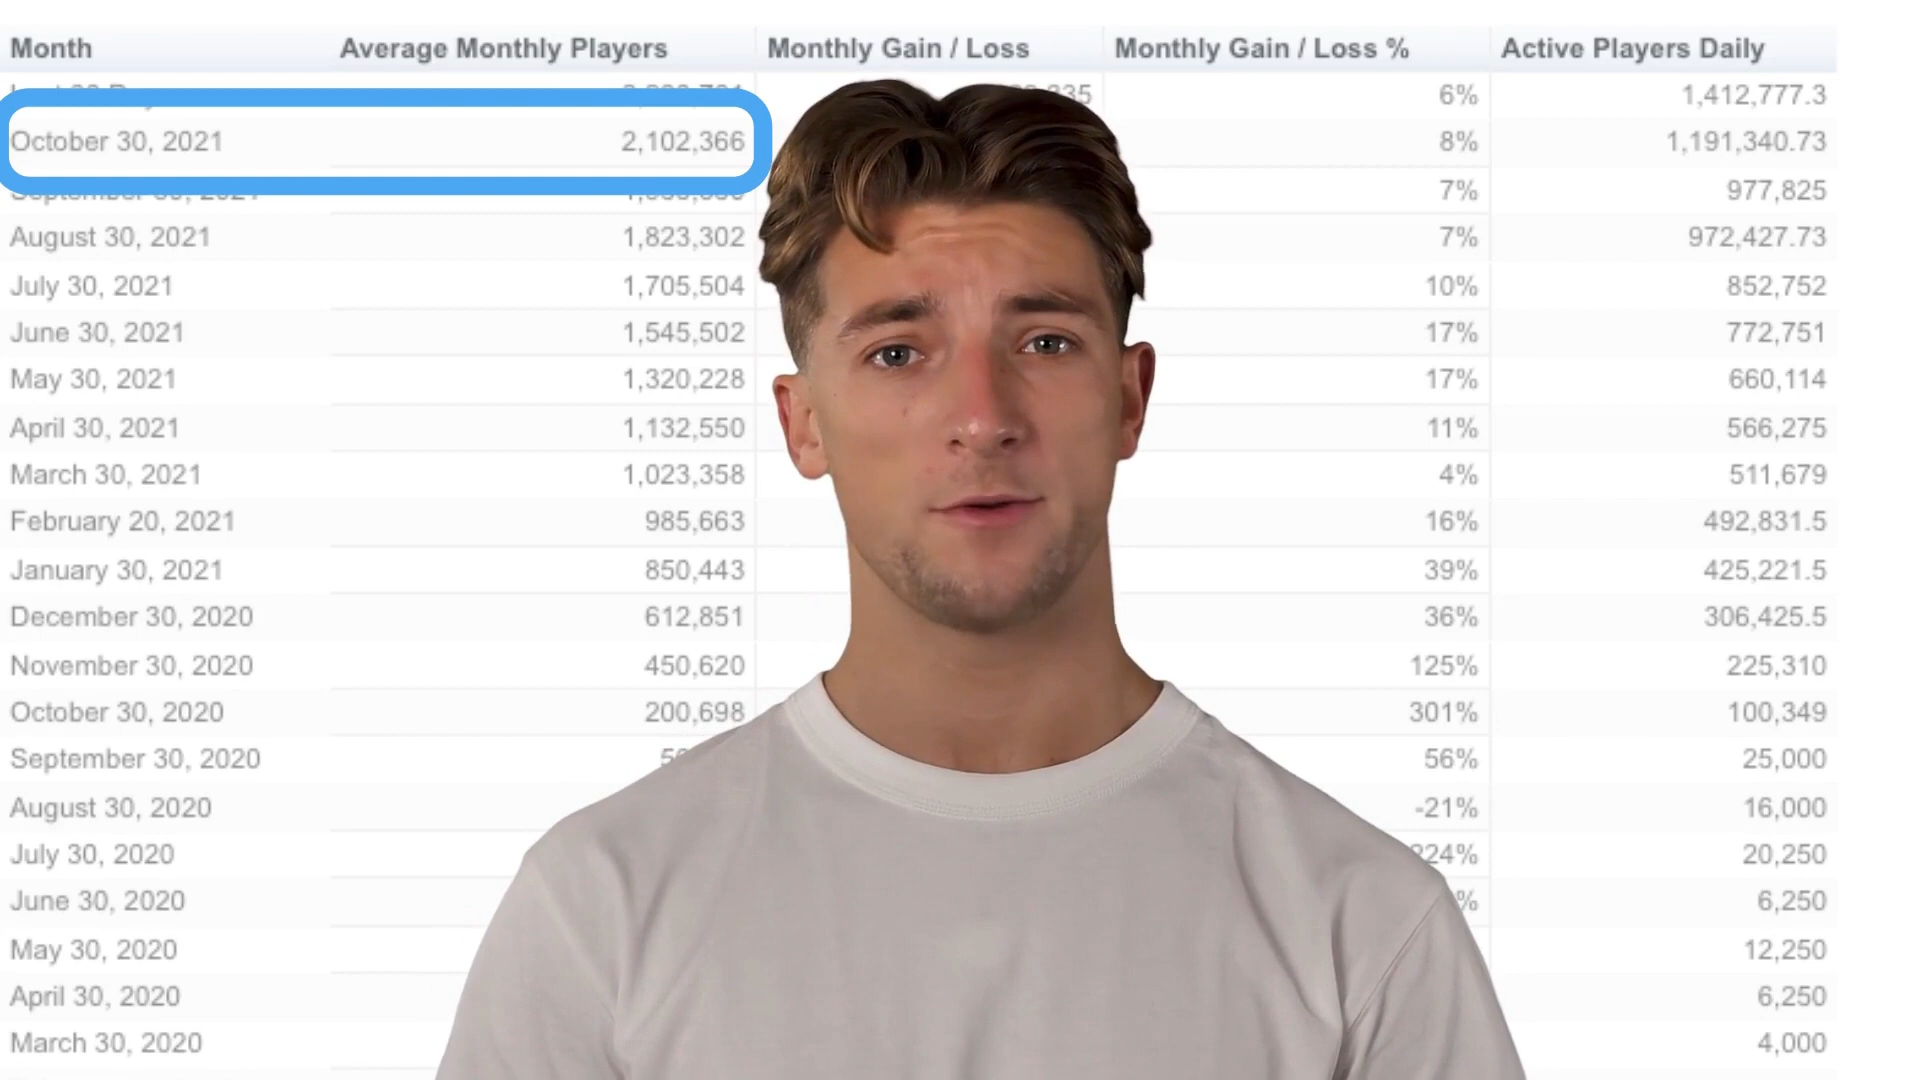 Month Average Monthly Players Monthly Gain / Loss Monthly Gain / Loss % Active Players Daily
6% 1,412,777.3
October 30, 2021 2,102,366 8% 1,191,340.73
7% 977,825
August 30, 2021 1,823,302 7% 972,427.73
July 30, 2021 1,705,504 10% 852,752
June 30, 2021 1,545,502 17% 772,751
May 30, 2021 1,320,228 17% 660,114
April 30, 2021 1,132,550 11% 566,275
March 30, 2021 1,023,358 4% 511,679
February 20, 2021 985,663 16% 492,831.5
January 30, 2021 850,443 39% 425,221.5
December 30, 2020 612,851 36% 306,425.5
November 30, 2020 450,620 125% 225,310
October 30, 2020 200,698 301% 100,349
September 30, 2020 56% 25,000
August 30, 2020 -21% 16,000
July 30, 2020 224% 20,250
June 30, 2020 % 6,250
May 30, 2020 12,250
April 30, 2020 6,250
March 30, 2020 4,000